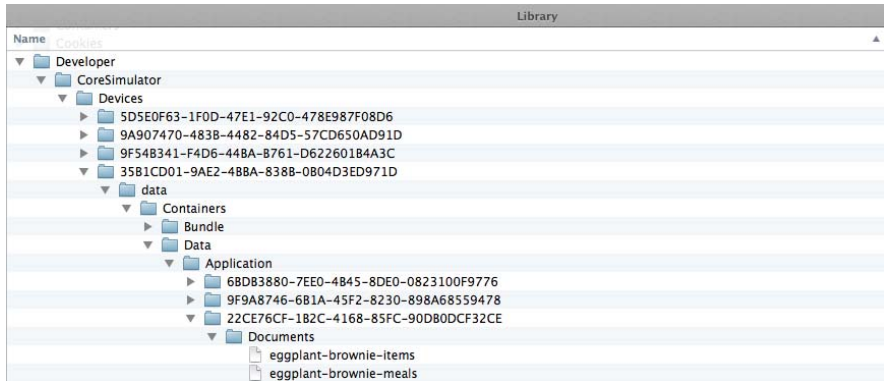 Library
Name
Cookies
Developer
CoreSimulator
Devices
5D5E0F63-1F0D-47E1-92C0-478E987F08D6
9A907470-483B-4482-84D5-57CD650AD91D
9F54B341-F4D6-44BA-B761-D622601B4A3C
35B1CD01-9AE2-4BBA-838B-0B04D3ED971D
data
Containers
Bundle
Data
Application
6BDB3880-7EE0-4B45-8DE0-0823100F9776
9F9A8746-6B1A-45F2-8230-898A68559478
22CE76CF-1B2C-4168-85FC-90DB0DCF32CE
Documents
eggplant-brownie-items
eggplant-brownie-meals